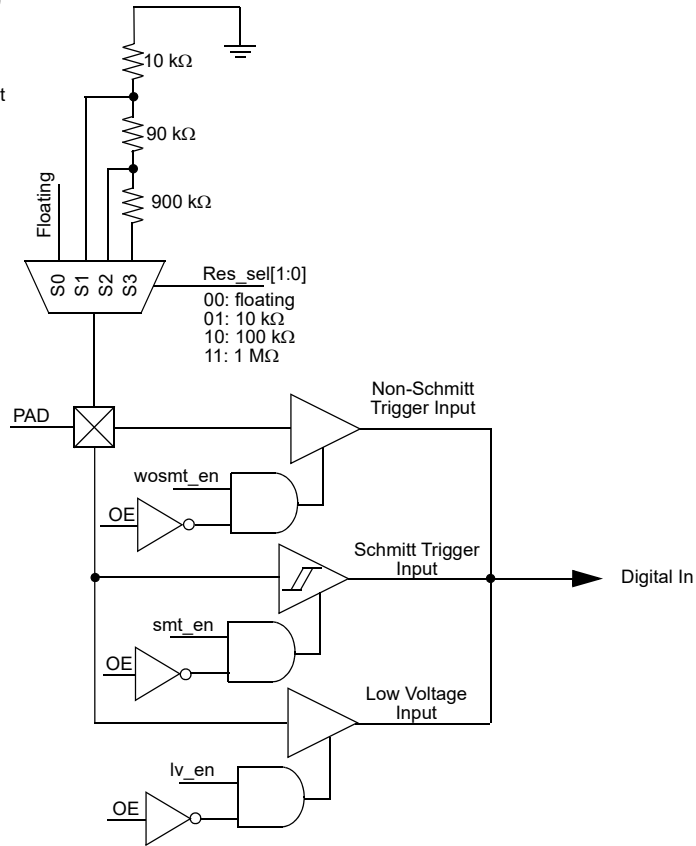 10 kΩ
t
90 kΩ
900 kΩ
Floating
S0
S1
S2
S3
Res_sel[1:0]
00: floating
01: 10 kΩ
10: 100 kΩ
11: 1 MΩ
PAD
Non-Schmitt
Trigger Input
wosmt_en
OE
Schmitt Trigger
Input
Digital In
smt_en
OE
Low Voltage
Input
lv_en
OE